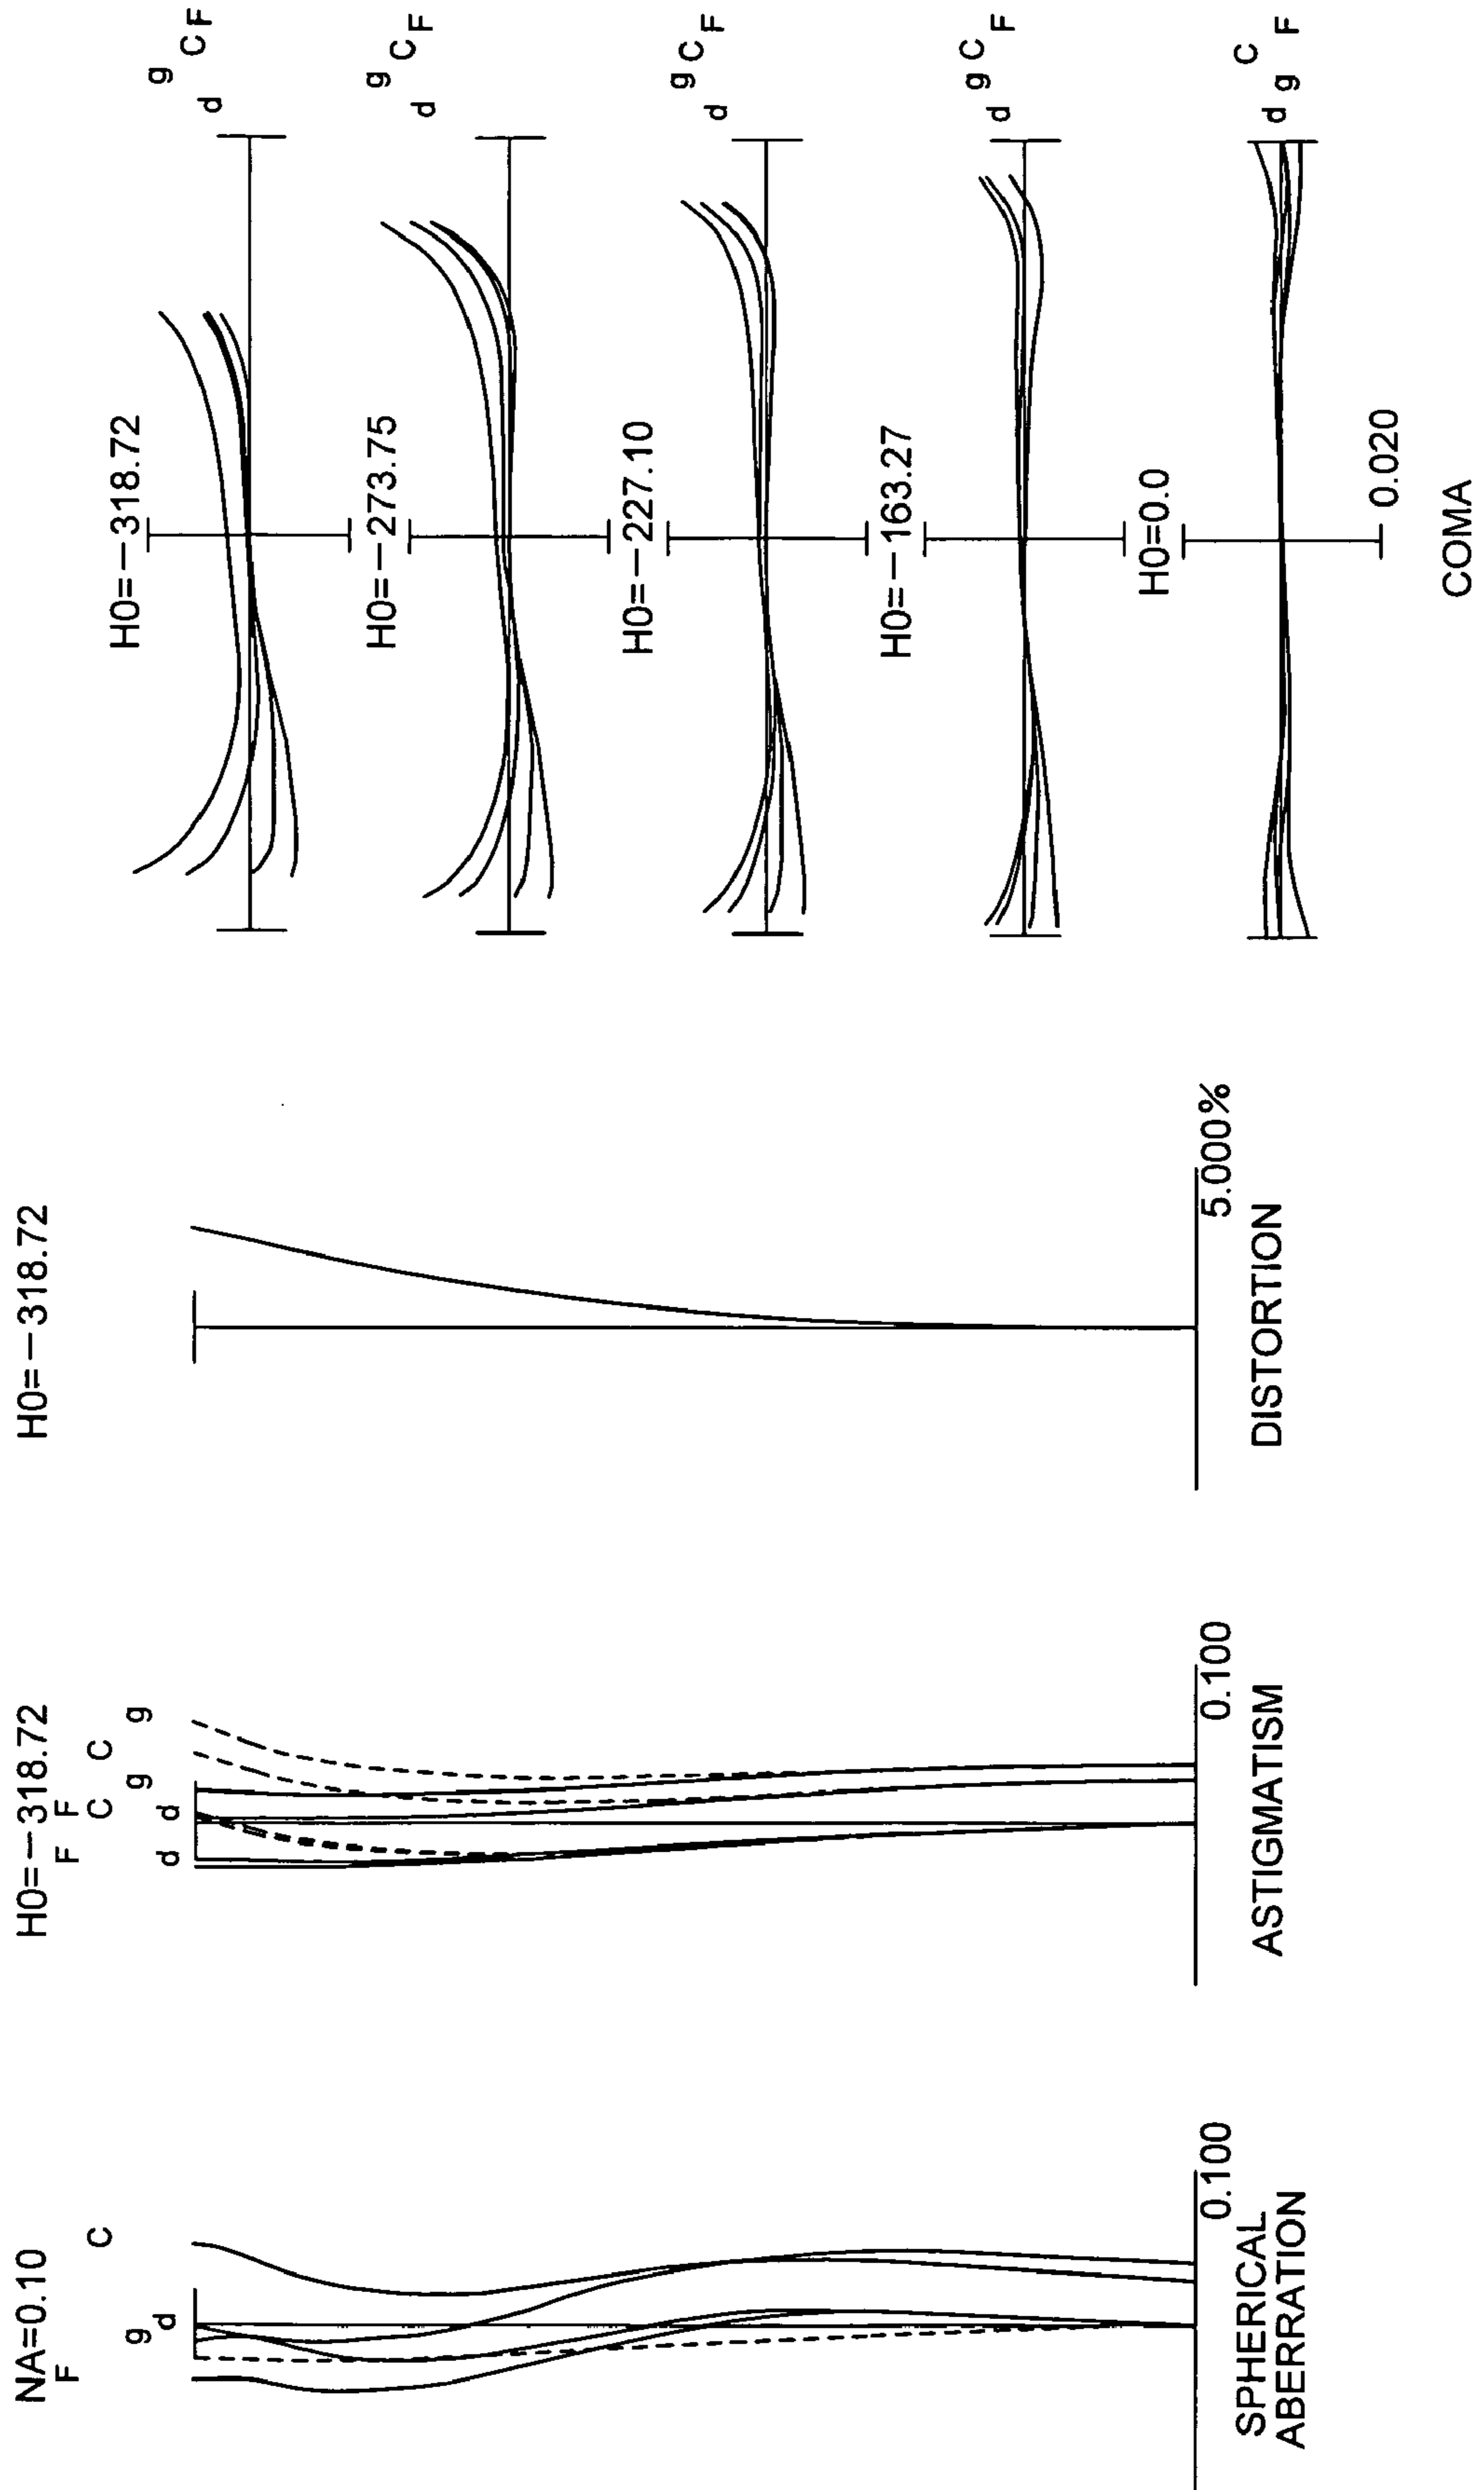 NA=0.10
F
C
g
d
0.100
SPHERICAL
ABERRATION
H0=−318.72
F F
C C
g g
d d
0.100
ASTIGMATISM
H0=−318.72
5.000%
DISTORTION
H0=−318.72
d g C F
H0=−273.75
d g C F
H0=−227.10
d g C F
H0=−163.27
d g C F
H0=0.0
d g C F
0.020
COMA